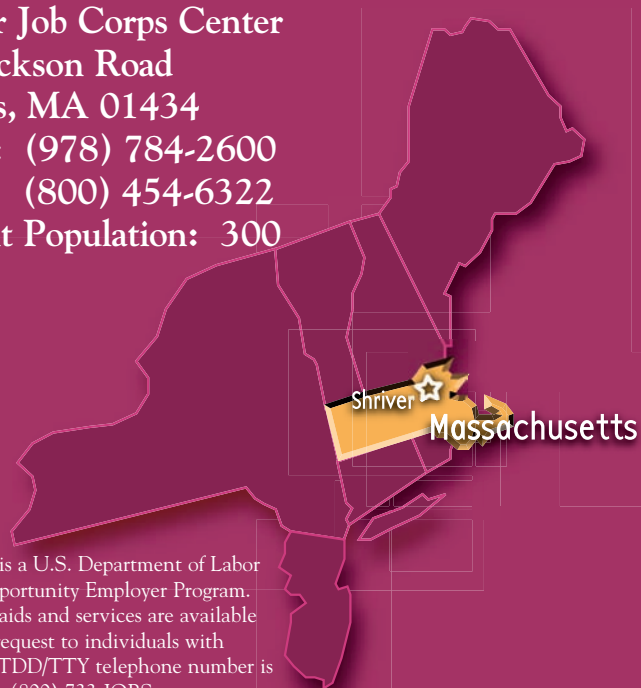 r Job Corps Center
ckson Road
s, MA 01434
: (978) 784-2600
(800) 454-6322
t Population: 300
Shriver
Massachusetts
is a U.S. Department of Labor
portunity Employer Program.
aids and services are available
equest to individuals with
TDD/TTY telephone number is